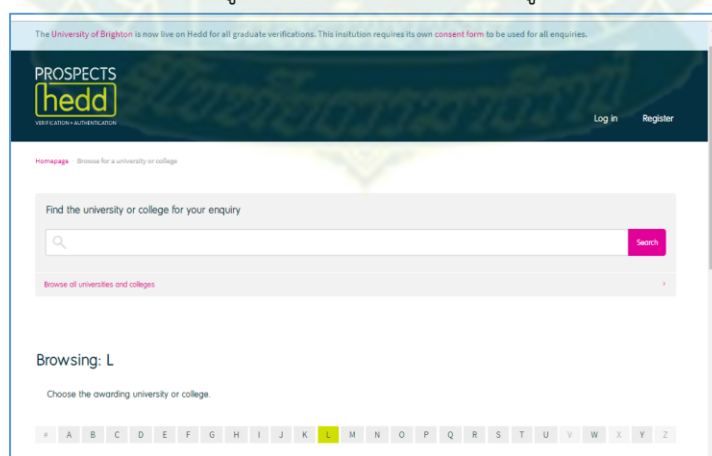 The University of Brighton is now live on Hedd for all graduate verifications. This insitution requires its own consent form to be used for all enquiries.
PROSPECTS
hedd
VERIFICATION + AUTHENTICATION
Log in Register
Homepage Browse for a university or college
Find the university or college for your enquiry
Search
Browse all universities and colleges
Browsing: L
Choose the awarding university or college.
# A B C D E F G H I J K L M N O P Q R S T U V W X Y Z